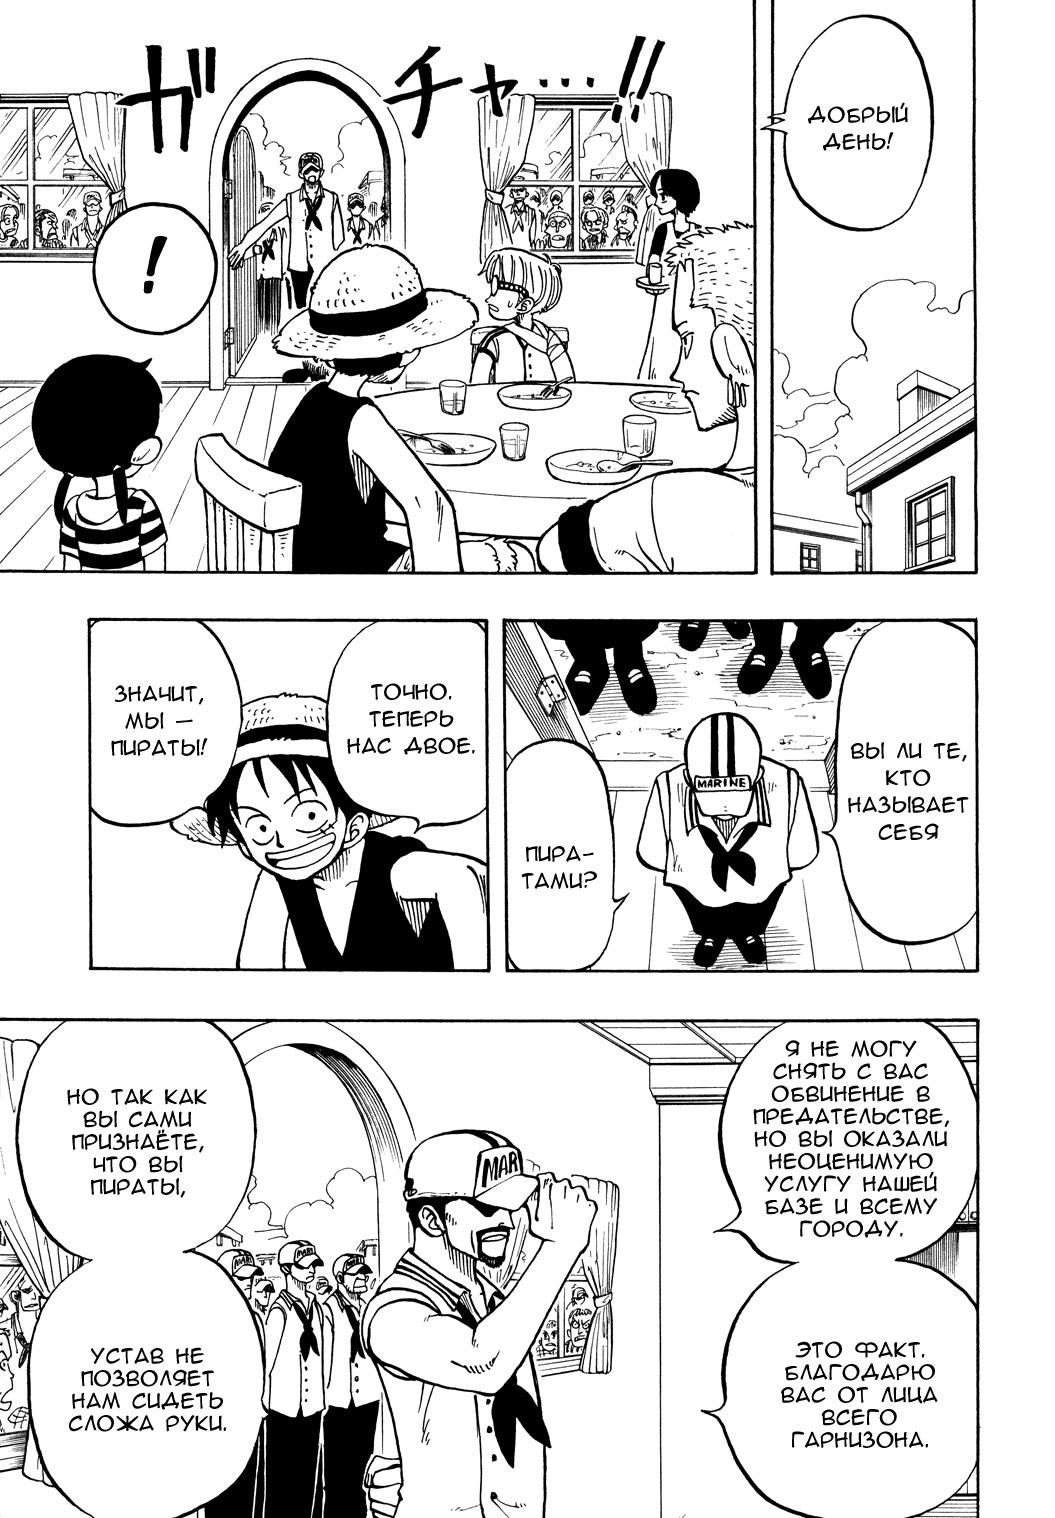 ДОБРЫЙ
ДЕНЬ!
ガチャ…!!
!
ВЫ ЛИ ТЕ,
КТО
НАЗЫВАЕТ
СЕБЯ
MARINE
ПИРА-
ТАМИ?
ТОЧНО.
ТЕПЕРЬ
НАС ДВОЕ.
ЗНАЧИТ,
МЫ –
ПИРАТЫ!
Я НЕ МОГУ
СНЯТЬ С ВАС
ОБВИНЕНИЕ В
ПРЕДАТЕЛЬСТВЕ,
НО ВЫ ОКАЗАЛИ
НЕОЦЕНИМУЮ
УСЛУГУ НАШЕЙ
БАЗЕ И ВСЕМУ
ГОРОДУ.
ЭТО ФАКТ.
БЛАГОДАРЮ
ВАС ОТ ЛИЦА
ВСЕГО
ГАРНИЗОНА.
MARI
НО ТАК КАК
ВЫ САМИ
ПРИЗНАЁТЕ,
ЧТО ВЫ
ПИРАТЫ,
УСТАВ НЕ
ПОЗВОЛЯЕТ
НАМ СИДЕТЬ
СЛОЖА РУКИ.